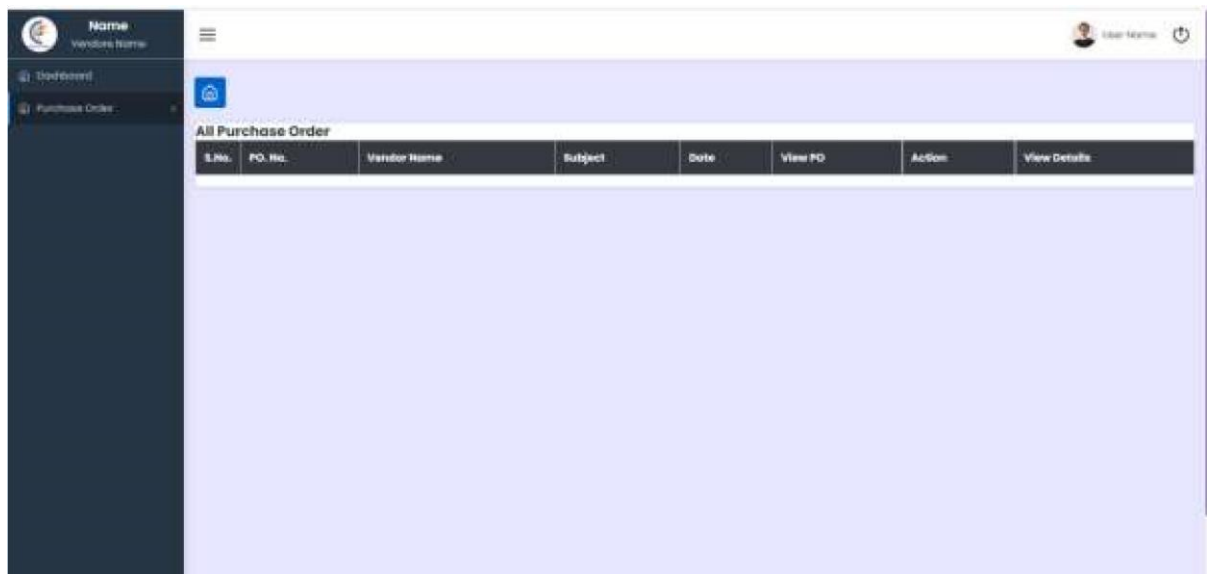 Name
Vendors Name
User Name
Dashboard
Purchase Order
All Purchase Order
S.No. PO. No. Vendor Name Subject Date View PO Action View Details